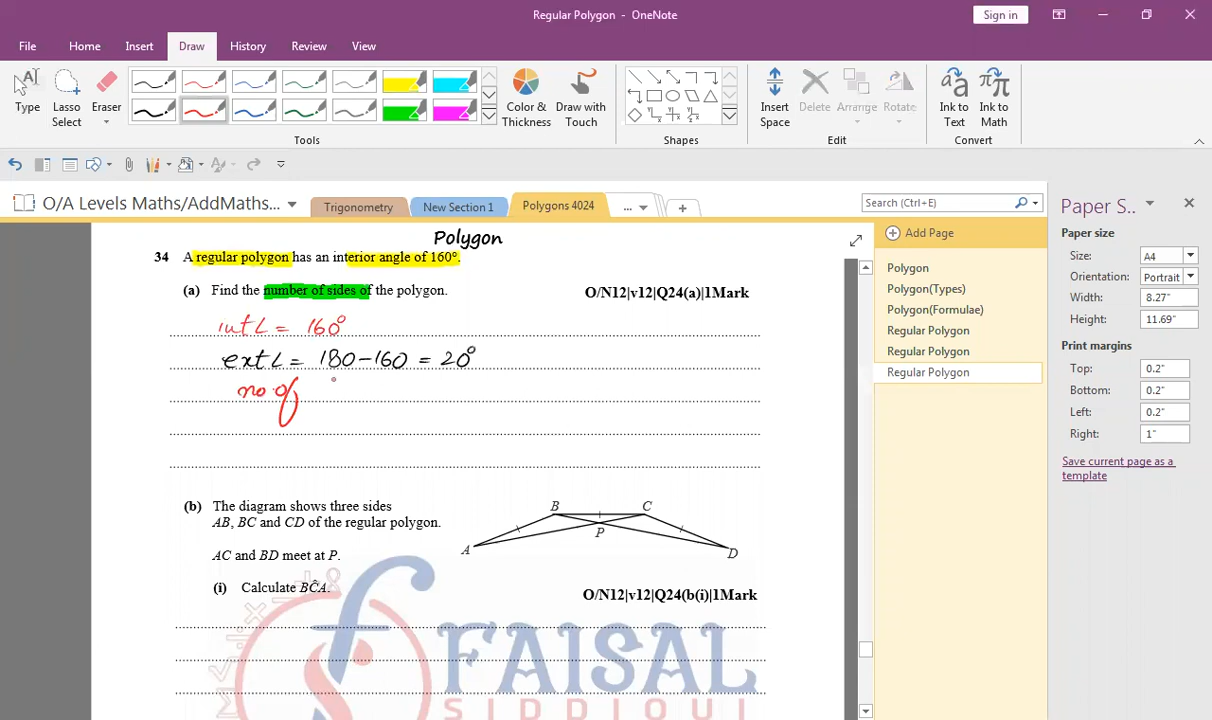 Regular Polygon - OneNote
Sign in
File Home Insert Draw History Review View
Type
Lasso Select
Eraser
Color & Thickness
Draw with Touch
Insert Space
Delete
Arrange
Rotate
Ink to Text
Ink to Math
Tools Shapes Edit Convert
O/A Levels Maths/AddMaths...
Trigonometry
New Section 1
Polygons 4024
...
Search (Ctrl+E)
Polygon
34 A regular polygon has an interior angle of 160°.
(a) Find the number of sides of the polygon.
O/N12|v12|Q24(a)|1Mark
int L = 160°
ext L = 180-160 = 20°
no. of
(b) The diagram shows three sides
AB, BC and CD of the regular polygon.
AC and BD meet at P.
(i) Calculate BĈA.
O/N12|v12|Q24(b(i)|1Mark
B C
P
A D
FAISAL
SIDDIQUI
Add Page
Polygon
Polygon(Types)
Polygon(Formulae)
Regular Polygon
Regular Polygon
Regular Polygon
Paper S...
Paper size
Size: A4
Orientation: Portrait
Width: 8.27"
Height: 11.69"
Print margins
Top: 0.2"
Bottom: 0.2"
Left: 0.2"
Right: 1"
Save current page as a
template